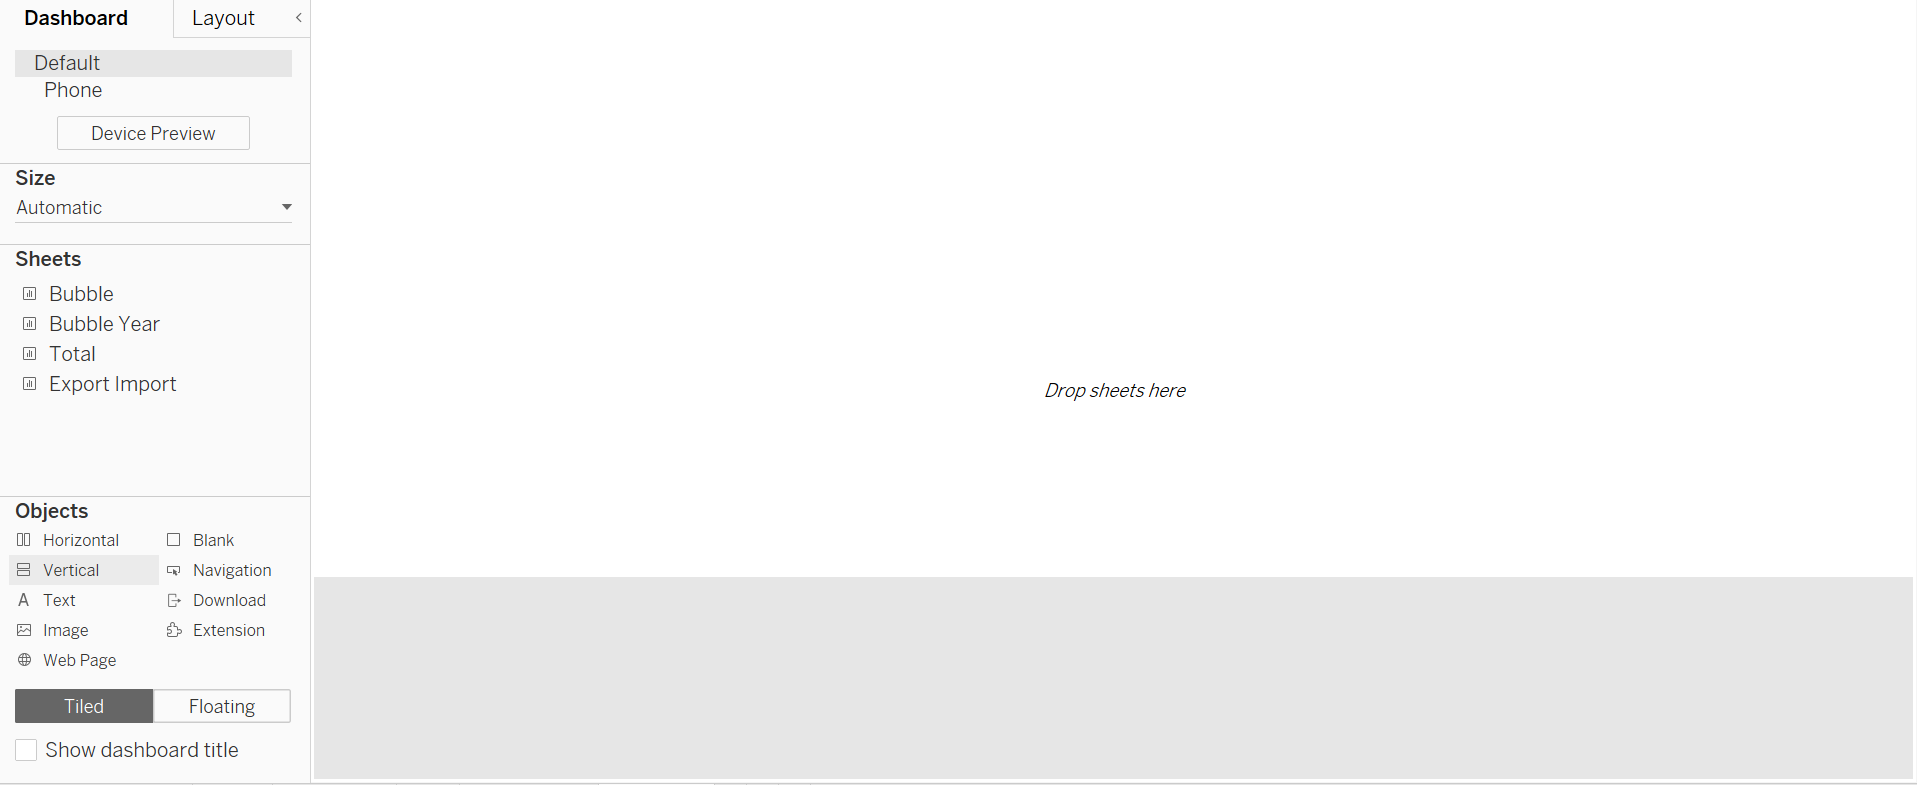 Dashboard
Layout
Default
Phone
Device Preview
Size
Automatic
Sheets
Bubble
Bubble Year
Total
Export Import
Drop sheets here
Objects
Horizontal
Blank
Vertical
Navigation
A Text
Download
Image
Extension
Web Page
Tiled
Floating
Show dashboard title